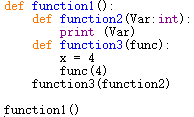 def function1():
    def function2(Var:int):
        print (Var)
    def function3(func):
        x = 4
        func(4)
    function3(function2)

function1()